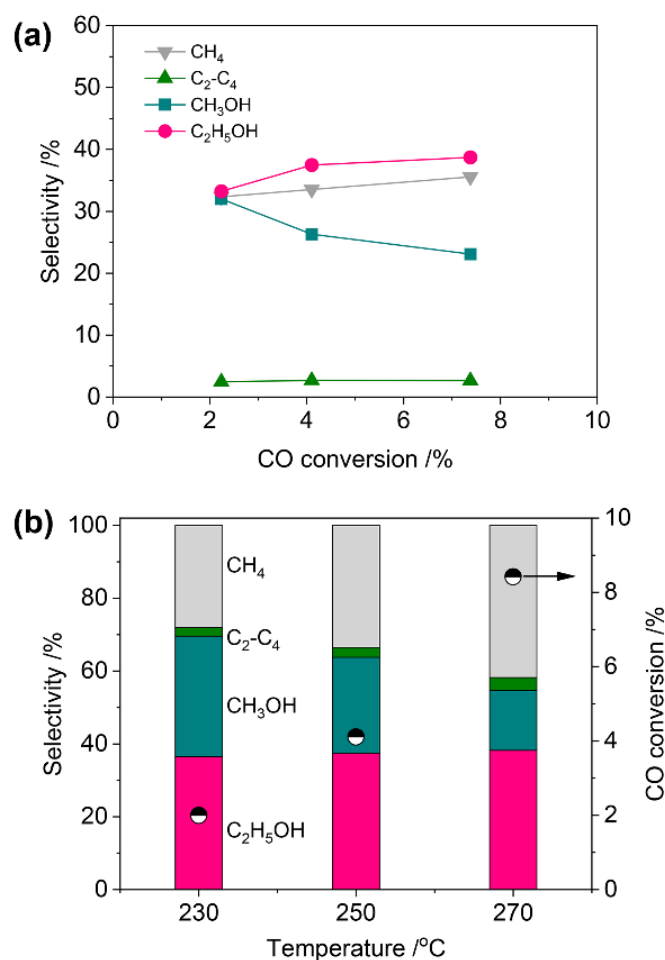 (a)
60
50
40
30
20
10
0
Selectivity /%
CH₄
C₂-C₄
CH₃OH
C₂H₅OH
0 2 4 6 8 10
CO conversion /%
(b)
100
80
60
40
20
0
Selectivity /%
CH₄
C₂-C₄
CH₃OH
C₂H₅OH
10
8
6
4
2
0
CO conversion /%
230 250 270
Temperature /°C